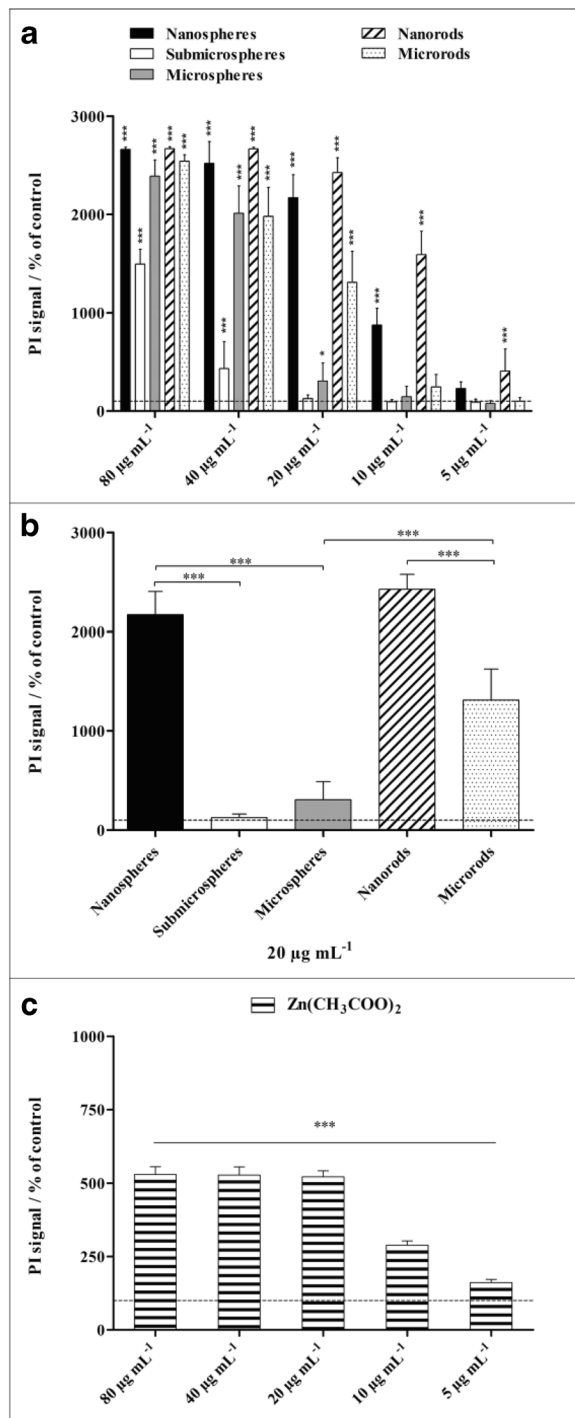 a
Nanospheres
Submicrospheres
Microspheres
Nanorods
Microrods
PI signal / % of control
3000
2000
1000
0
*** *** *** *** ***
*** *** *** *** ***
*** * *** ***
*** ***
***
80 µg mL⁻¹
40 µg mL⁻¹
20 µg mL⁻¹
10 µg mL⁻¹
5 µg mL⁻¹
b
PI signal / % of control
3000
2000
1000
0
***
***
***
***
Nanospheres
Submicrospheres
Microspheres
Nanorods
Microrods
20 µg mL⁻¹
c
Zn(CH₃COO)₂
PI signal / % of control
1000
750
500
250
0
***
80 µg mL⁻¹
40 µg mL⁻¹
20 µg mL⁻¹
10 µg mL⁻¹
5 µg mL⁻¹